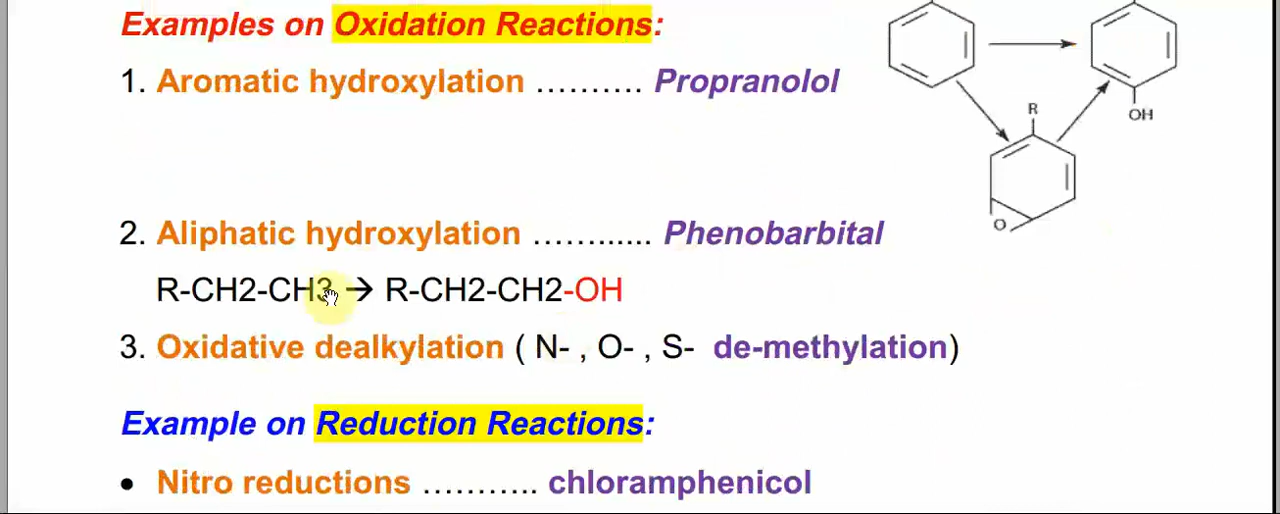 Examples on Oxidation Reactions:
1. Aromatic hydroxylation ………. Propranolol
OH
R
O
2. Aliphatic hydroxylation ……...... Phenobarbital
R-CH2-CH3 → R-CH2-CH2-OH
3. Oxidative dealkylation ( N- , O- , S- de-methylation)
Example on Reduction Reactions:
• Nitro reductions ……….. chloramphenicol